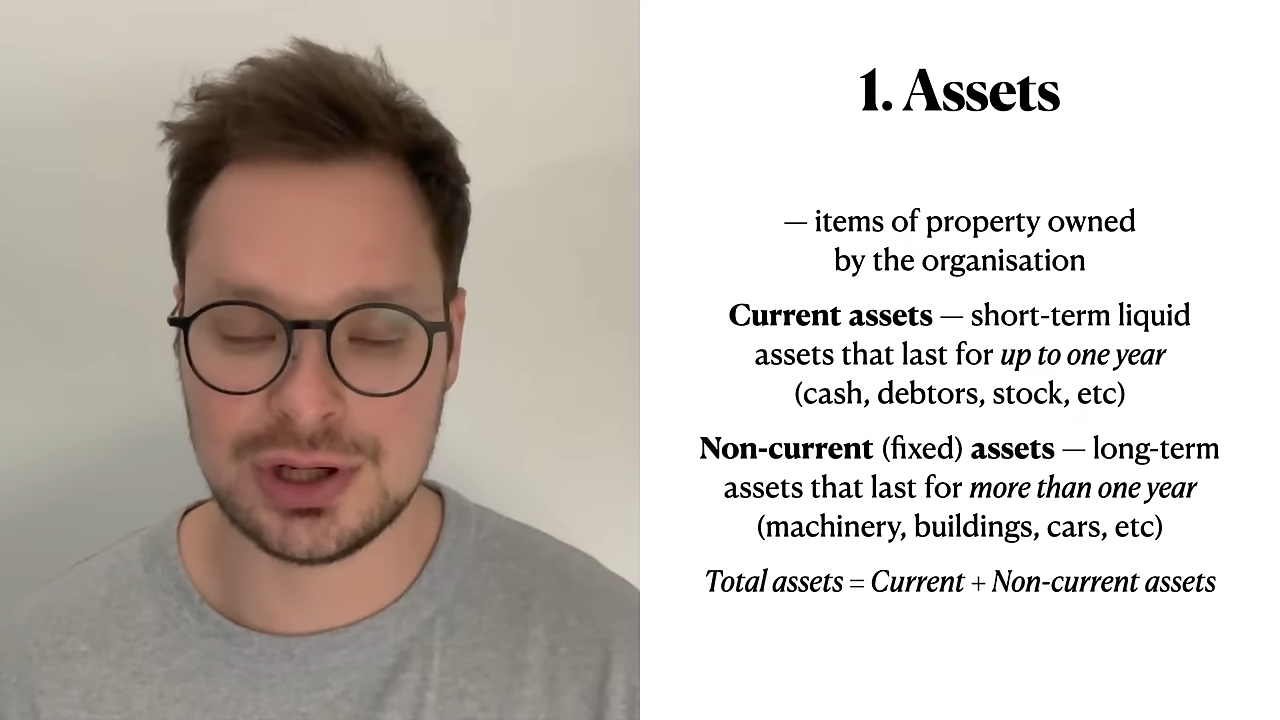 1. Assets
— items of property owned
by the organisation
Current assets — short-term liquid
assets that last for up to one year
(cash, debtors, stock, etc)
Non-current (fixed) assets — long-term
assets that last for more than one year
(machinery, buildings, cars, etc)
Total assets = Current + Non-current assets